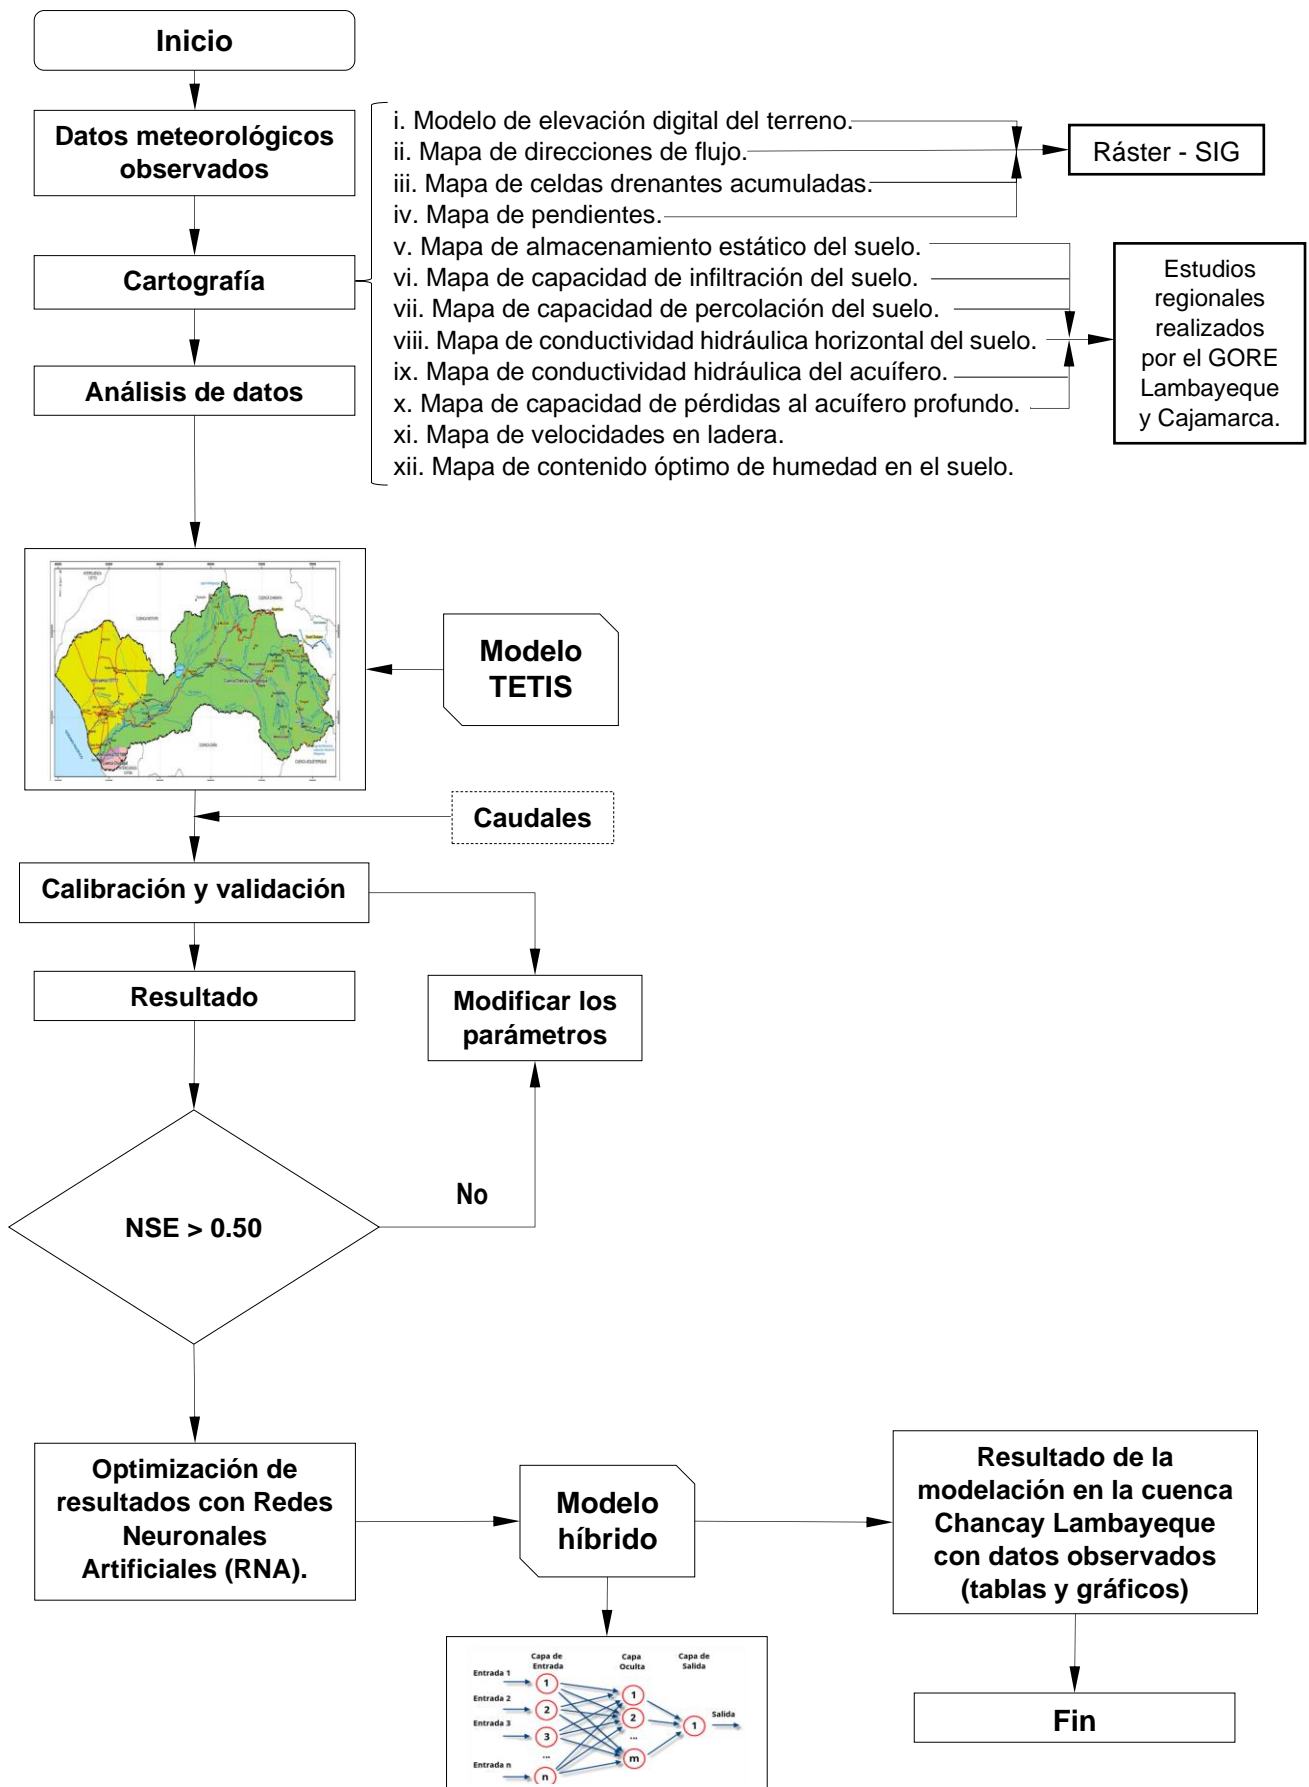 Inicio
Datos meteorológicos
observados
Cartografía
Análisis de datos
i. Modelo de elevación digital del terreno.
ii. Mapa de direcciones de flujo.
iii. Mapa de celdas drenantes acumuladas.
iv. Mapa de pendientes.
v. Mapa de almacenamiento estático del suelo.
vi. Mapa de capacidad de infiltración del suelo.
vii. Mapa de capacidad de percolación del suelo.
viii. Mapa de conductividad hidráulica horizontal del suelo.
ix. Mapa de conductividad hidráulica del acuífero.
x. Mapa de capacidad de pérdidas al acuífero profundo.
xi. Mapa de velocidades en ladera.
xii. Mapa de contenido óptimo de humedad en el suelo.
Ráster - SIG
Estudios
regionales
realizados
por el GORE
Lambayeque
y Cajamarca.
Modelo
TETIS
Caudales
Calibración y validación
Resultado
Modificar los
parámetros
NSE > 0.50
No
Optimización de
resultados con Redes
Neuronales
Artificiales (RNA).
Modelo
híbrido
Resultado de la
modelación en la cuenca
Chancay Lambayeque
con datos observados
(tablas y gráficos)
Fin
Capa de
Entrada
Capa
Oculta
Capa de
Salida
Entrada 1
Entrada 2
Entrada 3
Entrada n
1
2
3
...
n
1
2
...
m
1
Salida